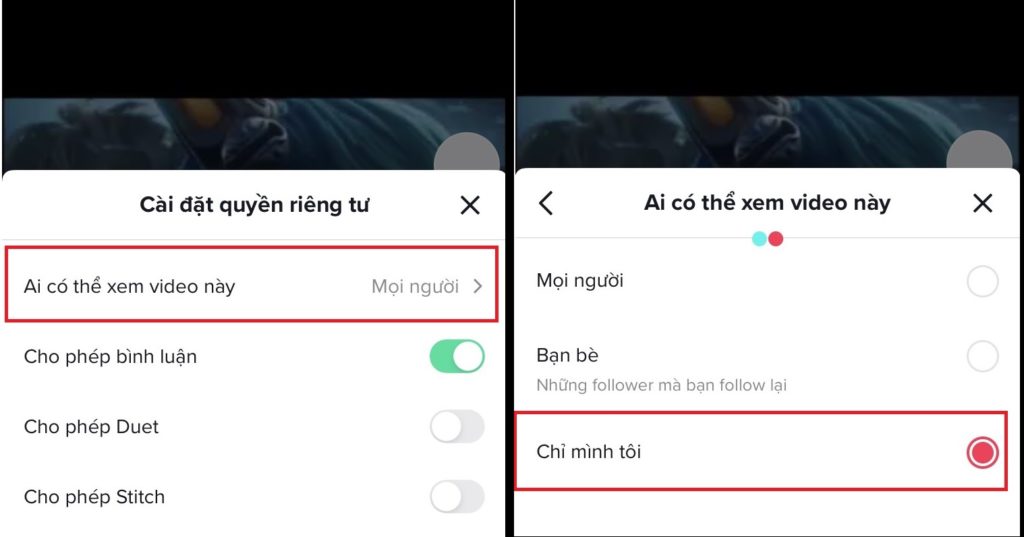 Cài đặt quyền riêng tư
Ai có thể xem video này
Mọi người
Cho phép bình luận
Cho phép Duet
Cho phép Stitch
Ai có thể xem video này
Mọi người
Bạn bè
Những follower mà bạn follow lại
Chỉ mình tôi